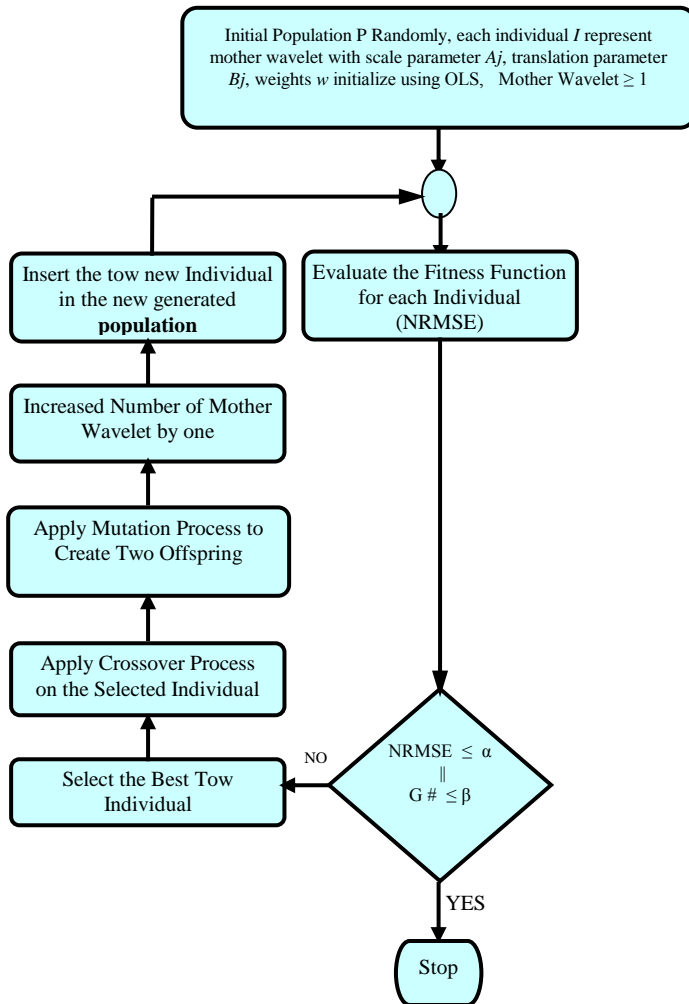 Initial Population P Randomly, each individual I represent
mother wavelet with scale parameter Aj, translation parameter
Bj, weights w initialize using OLS, Mother Wavelet ≥ 1
Evaluate the Fitness Function
for each Individual
(NRMSE)
NRMSE ≤ α
||
G # ≤ β
YES
Stop
NO
Select the Best Tow
Individual
Apply Crossover Process
on the Selected Individual
Apply Mutation Process to
Create Two Offspring
Increased Number of Mother
Wavelet by one
Insert the tow new Individual
in the new generated
population